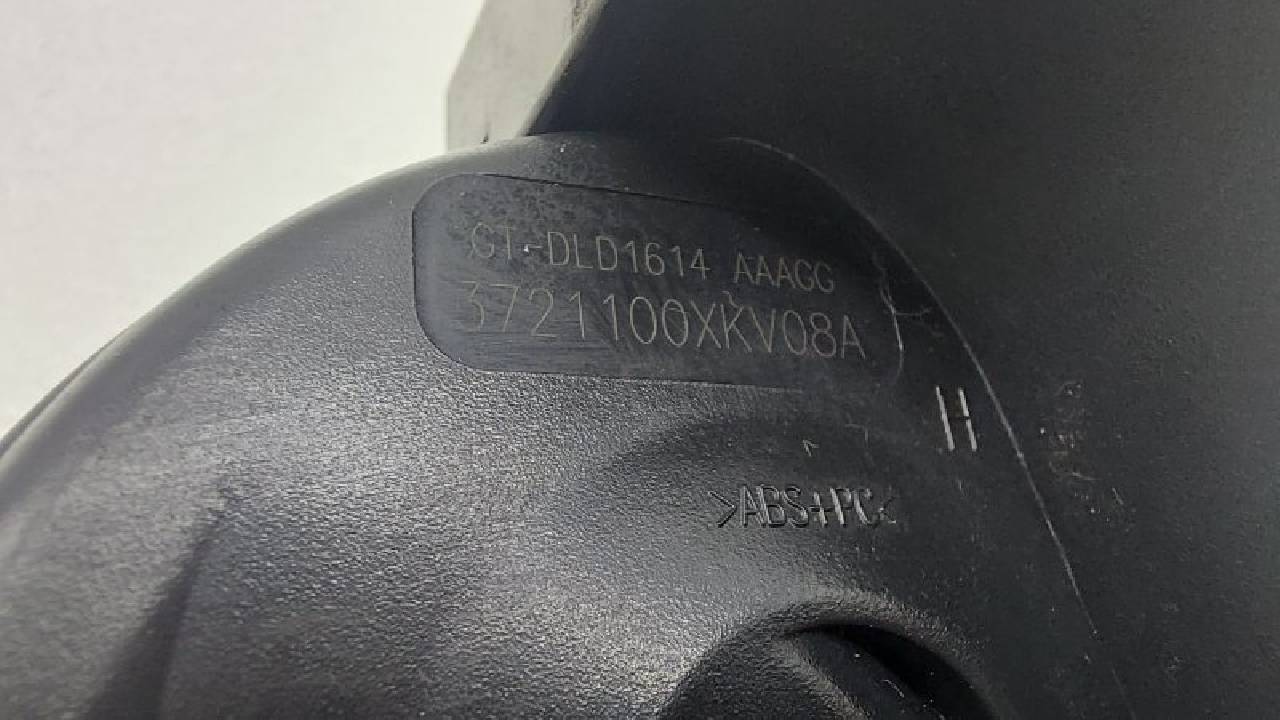 GT-DLD1614 AAAGG
3721100XKV08A
H
>ABS+PC<